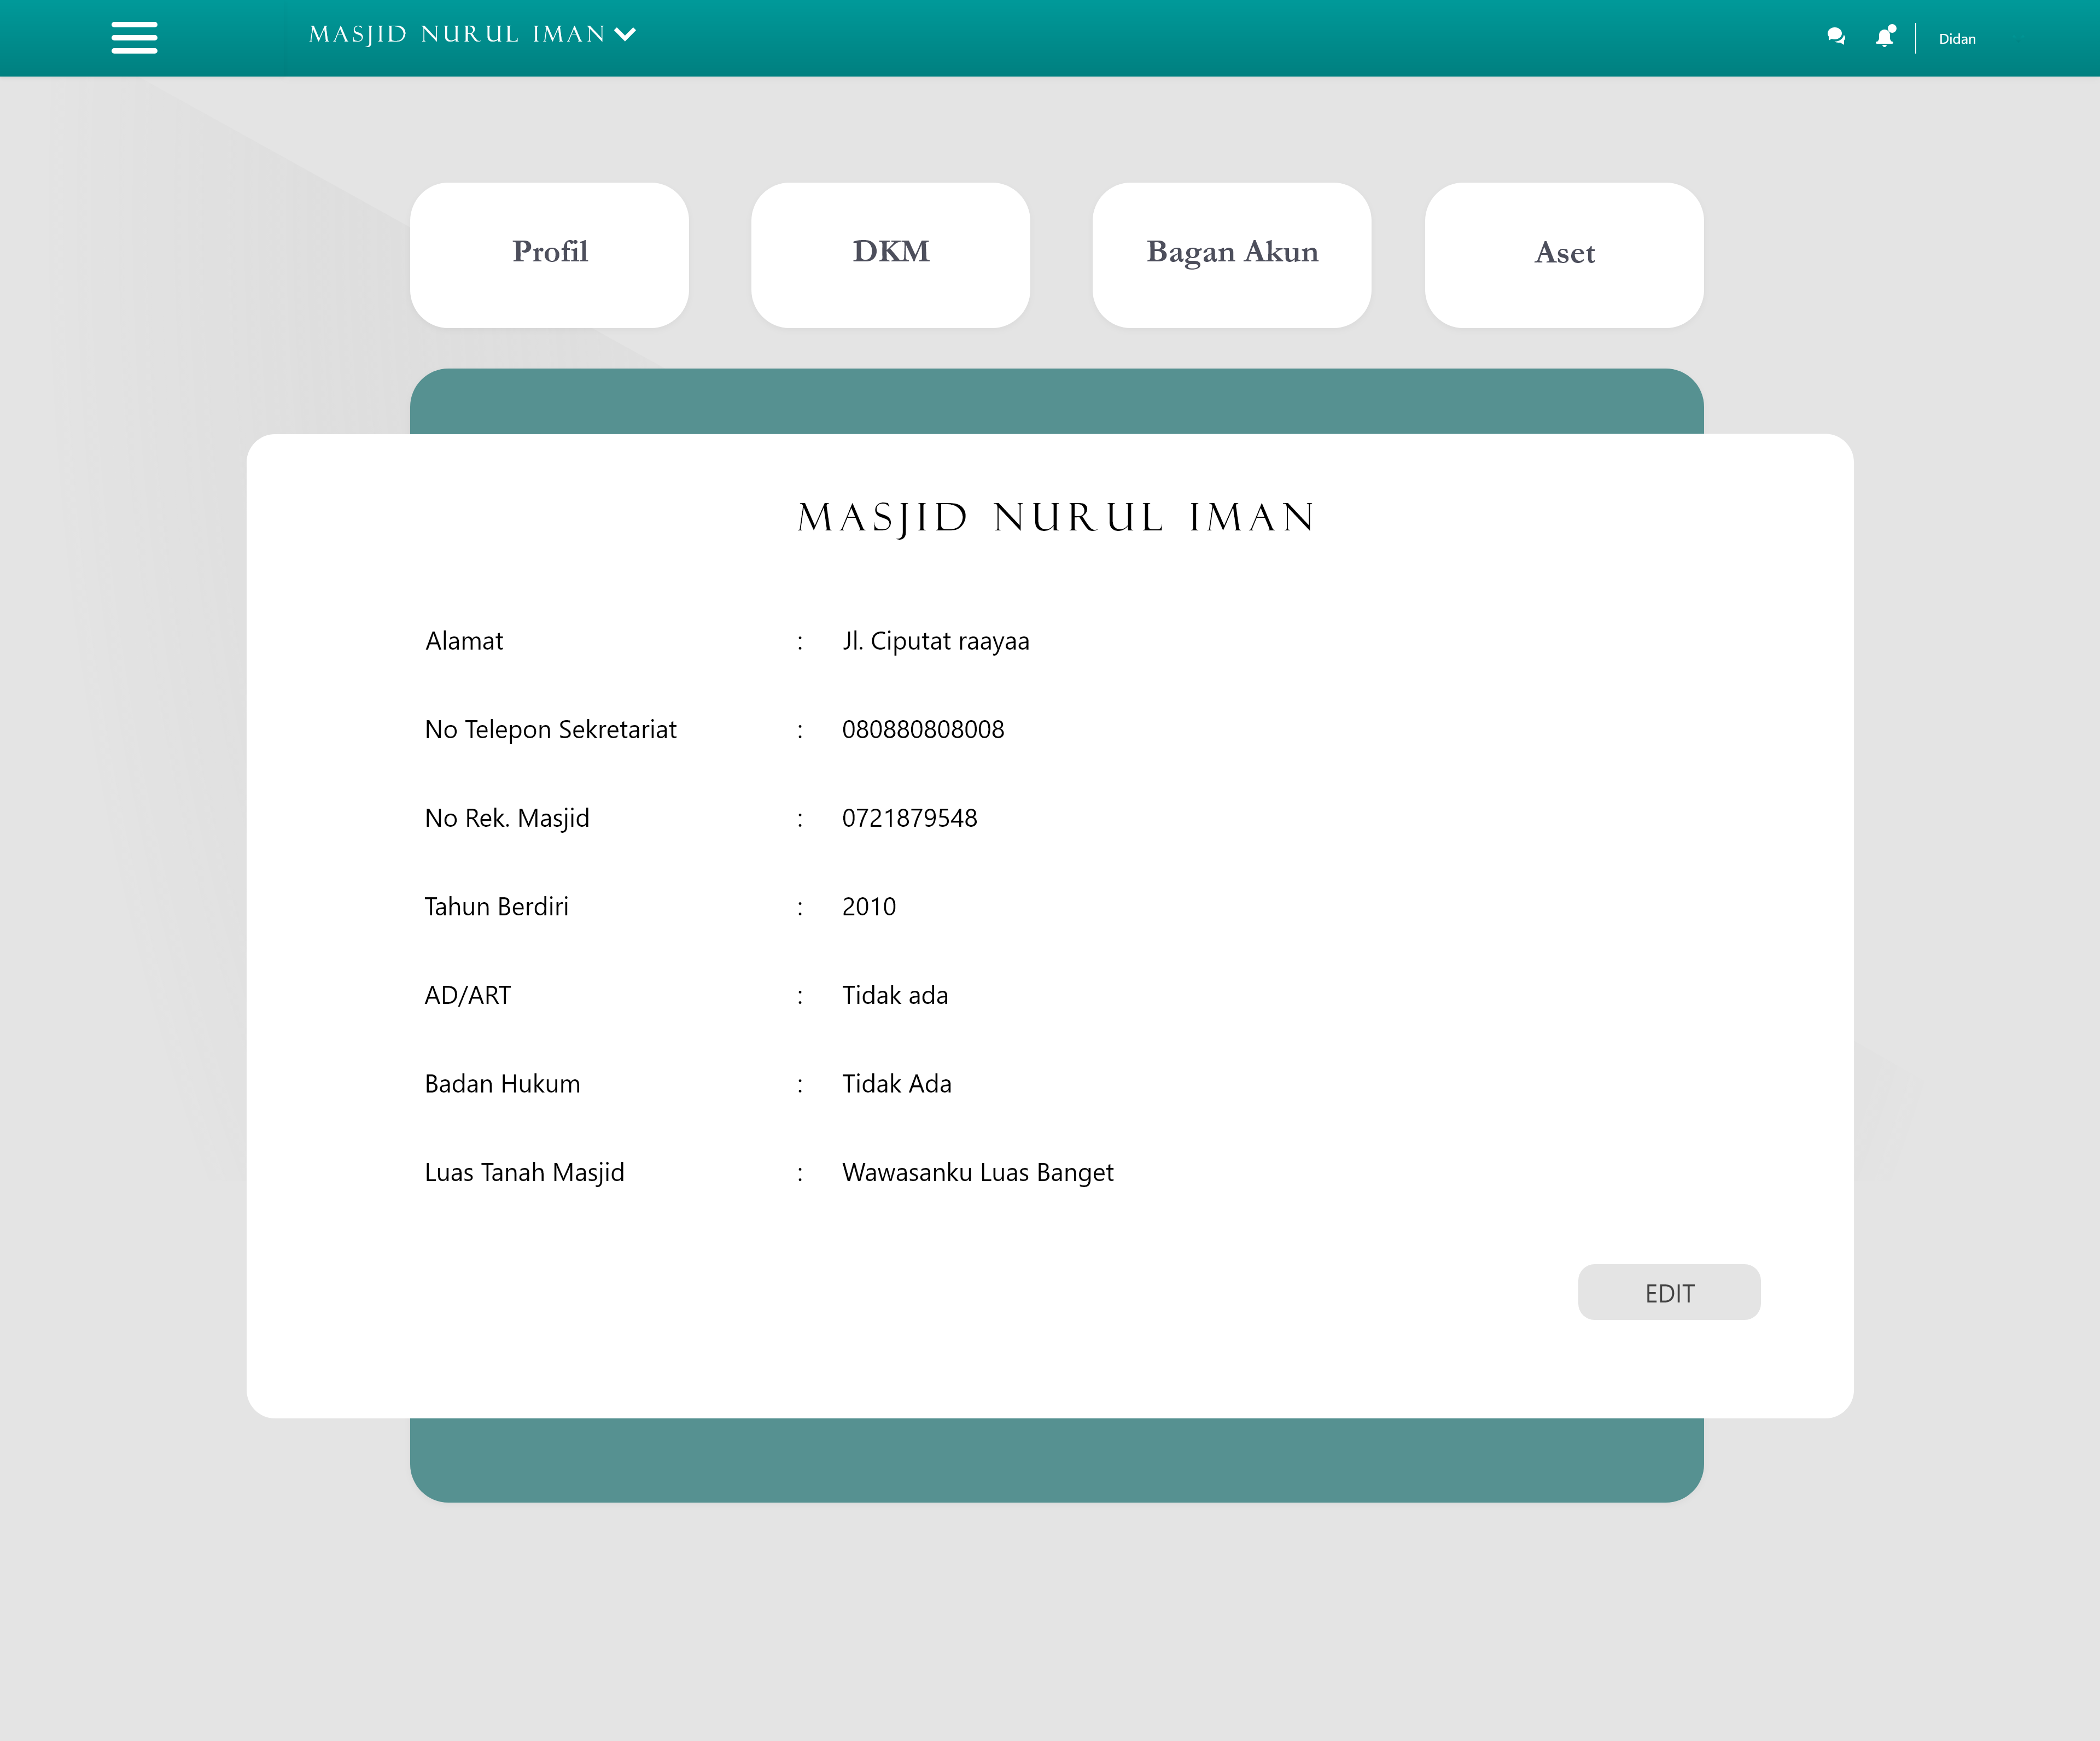 MASJID NURUL IMAN
Didan
Profil
DKM
Bagan Akun
Aset
MASJID NURUL IMAN
Alamat : Jl. Ciputat raayaa
No Telepon Sekretariat : 080880808008
No Rek. Masjid : 0721879548
Tahun Berdiri : 2010
AD/ART : Tidak ada
Badan Hukum : Tidak Ada
Luas Tanah Masjid : Wawasanku Luas Banget
EDIT